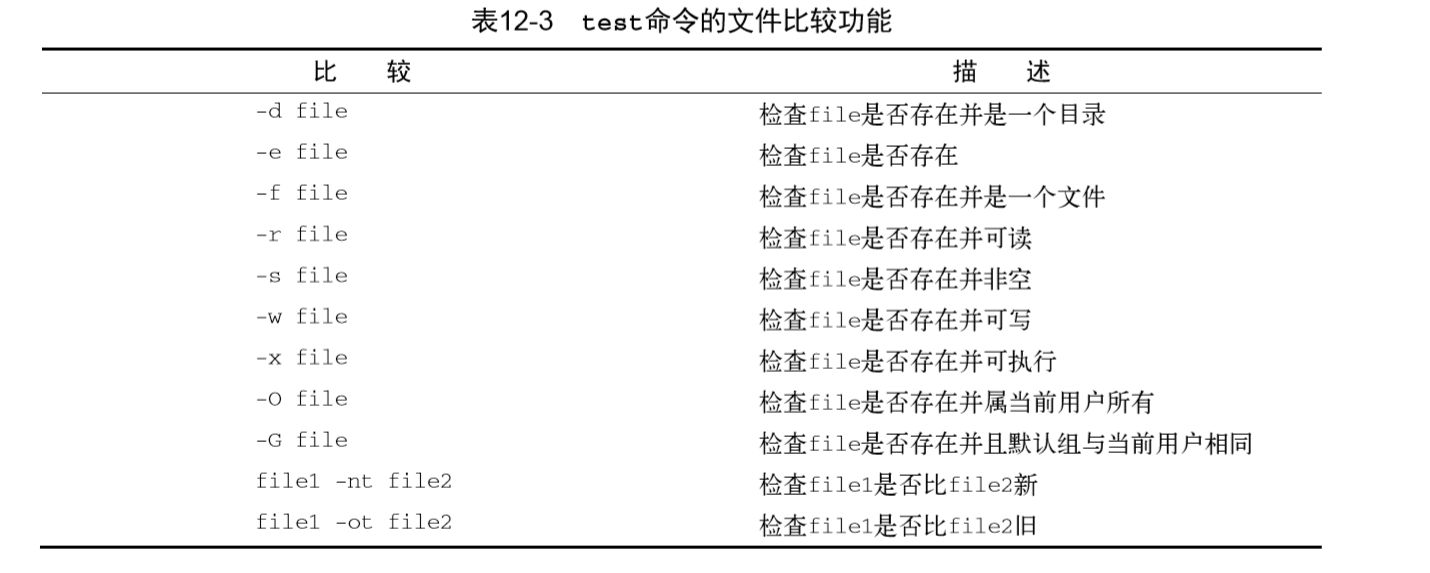 表12-3 test命令的文件比较功能
比 较 描 述
-d file 检查file是否存在并是一个目录
-e file 检查file是否存在
-f file 检查file是否存在并是一个文件
-r file 检查file是否存在并可读
-s file 检查file是否存在并非空
-w file 检查file是否存在并可写
-x file 检查file是否存在并可执行
-O file 检查file是否存在并属当前用户所有
-G file 检查file是否存在并且默认组与当前用户相同
file1 -nt file2 检查file1是否比file2新
file1 -ot file2 检查file1是否比file2旧